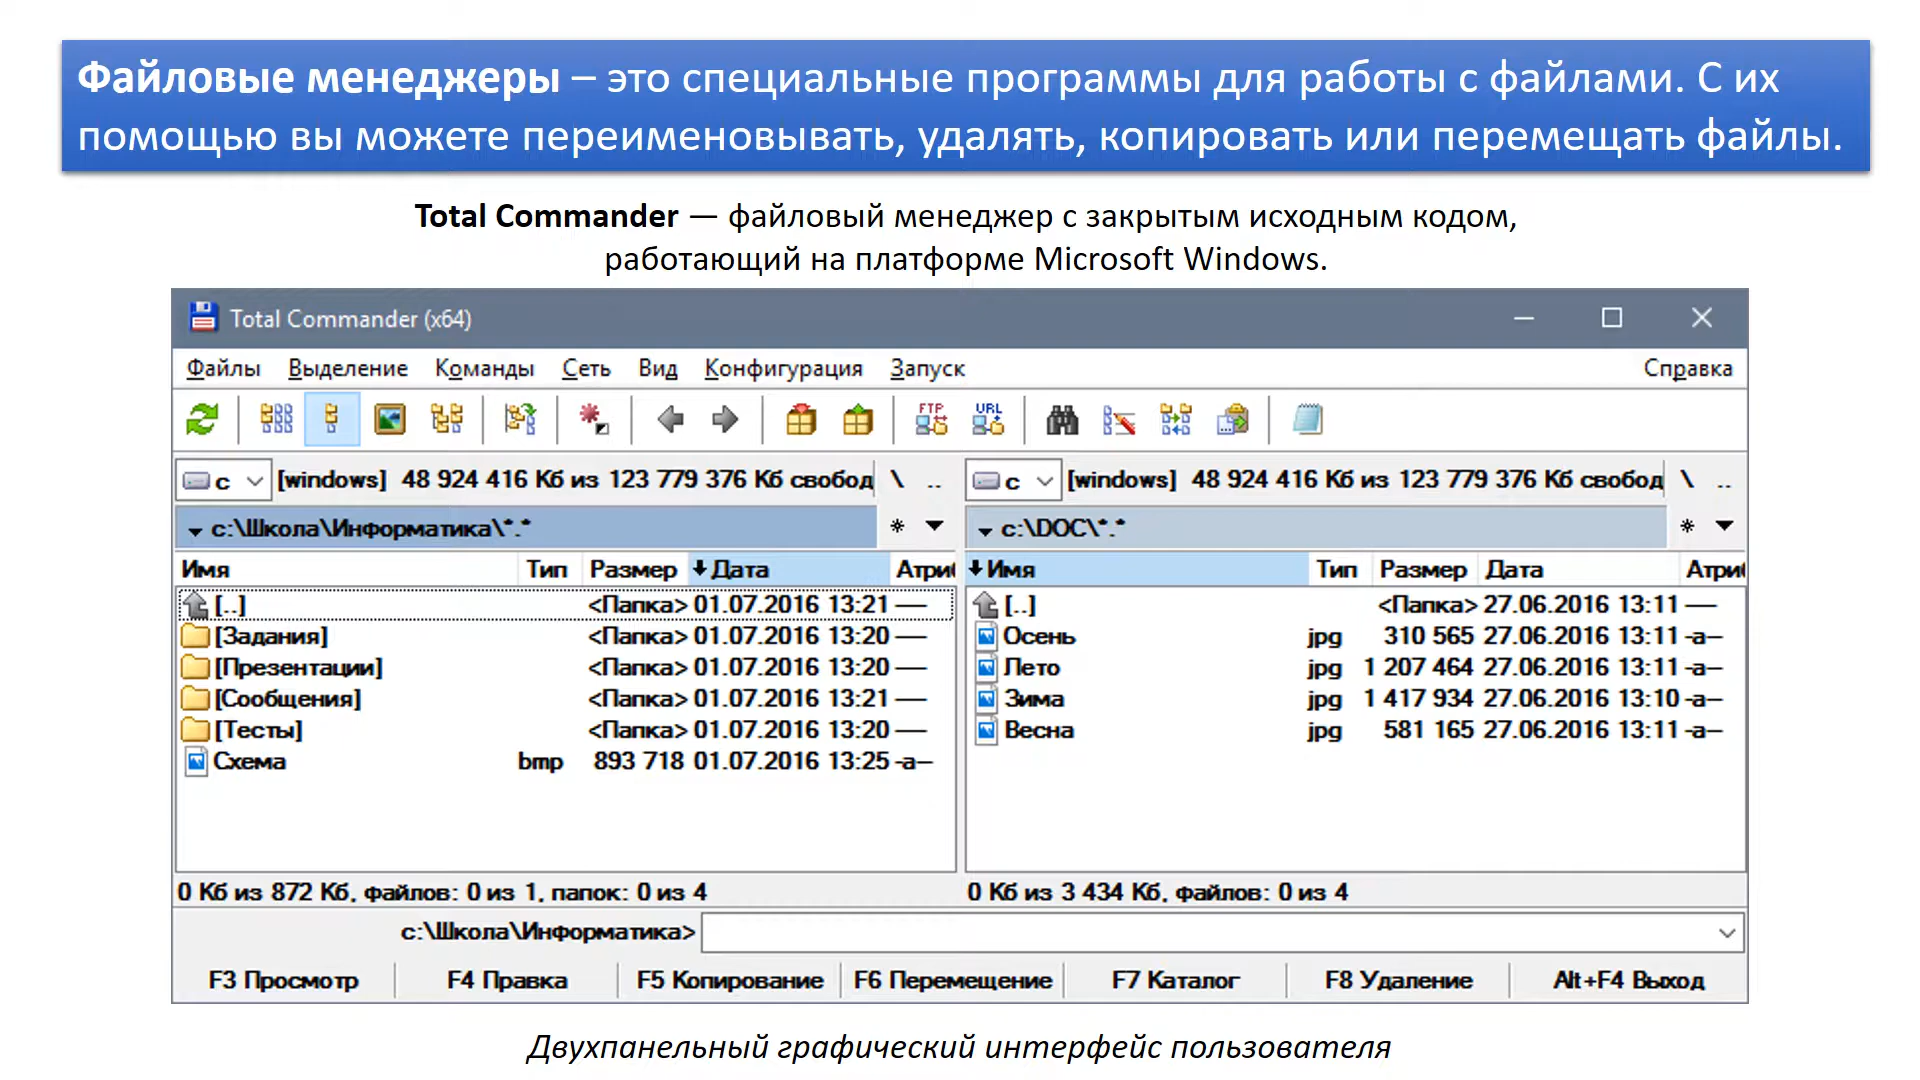 Файловые менеджеры – это специальные программы для работы с файлами. С их
помощью вы можете переименовывать, удалять, копировать или перемещать файлы.
Total Commander — файловый менеджер с закрытым исходным кодом,
работающий на платформе Microsoft Windows.
Total Commander (x64)
Файлы Выделение Команды Сеть Вид Конфигурация Запуск Справка
FTP URL
c [windows] 48 924 416 Кб из 123 779 376 Кб свобод \ .. c [windows] 48 924 416 Кб из 123 779 376 Кб свобод \ ..
c:\Школа\Информатика\*.* * c:\DOC\*.* *
Имя Тип Размер Дата Атри Имя Тип Размер Дата Атри
[..] <Папка> 01.07.2016 13:21 — [..] <Папка> 27.06.2016 13:11 —
[Задания] <Папка> 01.07.2016 13:20 — Осень jpg 310 565 27.06.2016 13:11 -a–
[Презентации] <Папка> 01.07.2016 13:20 — Лето jpg 1 207 464 27.06.2016 13:11 -a–
[Сообщения] <Папка> 01.07.2016 13:21 — Зима jpg 1 417 934 27.06.2016 13:10 -a–
[Тесты] <Папка> 01.07.2016 13:20 — Весна jpg 581 165 27.06.2016 13:11 -a–
Схема bmp 893 718 01.07.2016 13:25 -a–
0 Кб из 872 Кб, файлов: 0 из 1, папок: 0 из 4 0 Кб из 3 434 Кб, файлов: 0 из 4
c:\Школа\Информатика>
F3 Просмотр F4 Правка F5 Копирование F6 Перемещение F7 Каталог F8 Удаление Alt+F4 Выход
Двухпанельный графический интерфейс пользователя